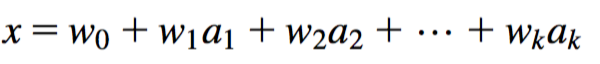 x = w₀ + w₁a₁ + w₂a₂ + ⋯ + wₖaₖ